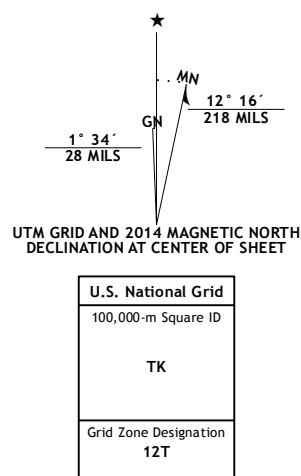 ★
MN
GN
12° 16´
218 MILS
1° 34´
28 MILS
UTM GRID AND 2014 MAGNETIC NORTH
DECLINATION AT CENTER OF SHEET
U.S. National Grid
100,000-m Square ID
TK
Grid Zone Designation
12T